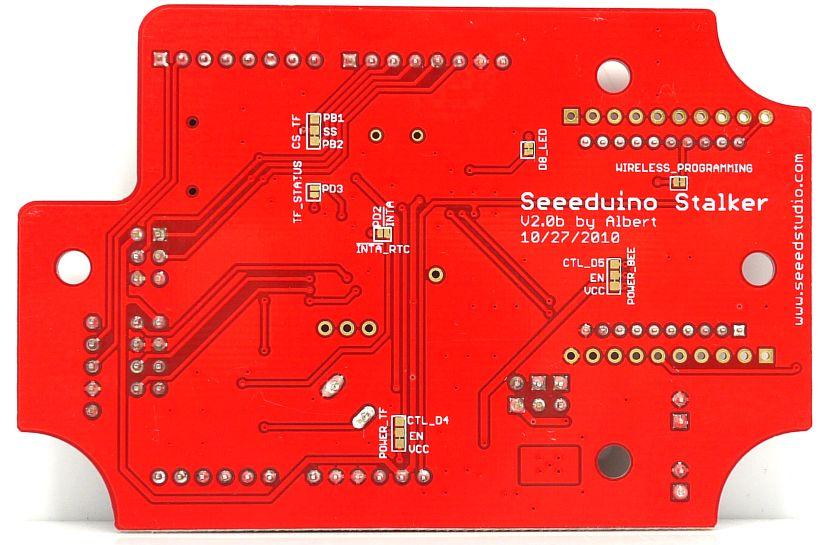 CS_TF
PB1
SS
PB2
D8_LED
WIRELESS_PROGRAMMING
TF_STATUS
PD3
Seeeduino Stalker
V2.0b by Albert
10/27/2010
PD2
INTA
INTA_RTC
CTL_D5
EN
VCC
POWER_BEE
www.seeedstudio.com
POWER_TF
CTL_D4
EN
VCC